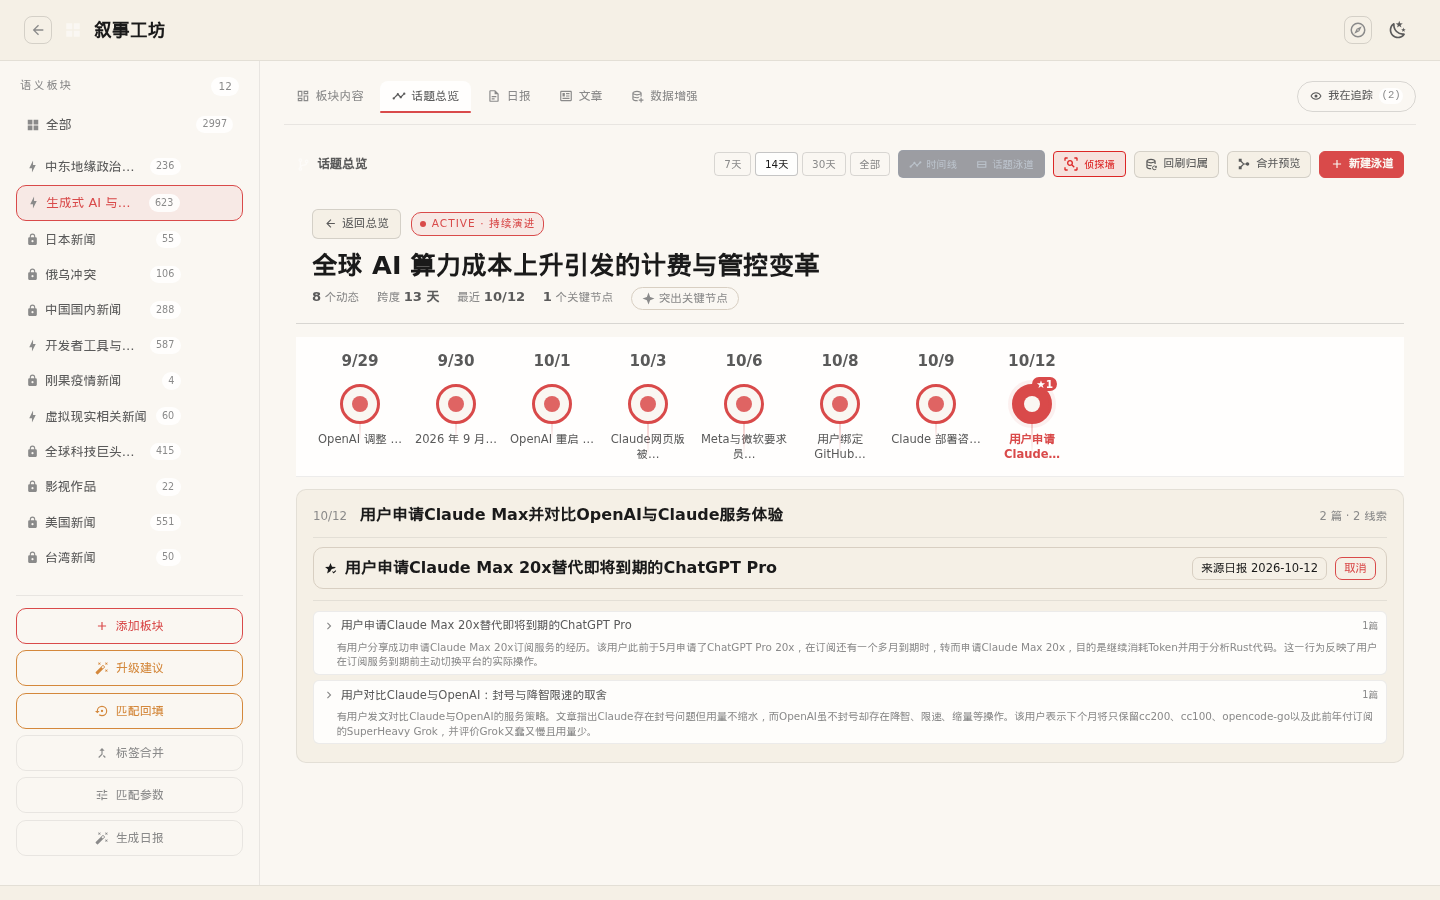 叙事工坊
语义板块 12
全部 2997
中东地缘政治... 236
生成式 AI 与... 623
日本新闻 55
俄乌冲突 106
中国国内新闻 288
开发者工具与... 587
刚果疫情新闻 4
虚拟现实相关新闻 60
全球科技巨头... 415
影视作品 22
美国新闻 551
台湾新闻 50
添加板块
升级建议
匹配回填
标签合并
匹配参数
生成日报
板块内容 话题总览 日报 文章 数据增强 我在追踪 (2)
话题总览 7天 14天 30天 全部 时间线 话题泳道 侦探墙 回刷归属 合并预览 新建泳道
返回总览 ACTIVE · 持续演进
全球 AI 算力成本上升引发的计费与管控变革
8 个动态 跨度 13 天 最近 10/12 1 个关键节点 突出关键节点
9/29 9/30 10/1 10/3 10/6 10/8 10/9 10/12
★1
OpenAI 调整 ... 2026 年 9 月... OpenAI 重启 ... Claude网页版被... Meta与微软要求员... 用户绑定GitHub... Claude 部署咨... 用户申请Claude...
10/12 用户申请Claude Max并对比OpenAI与Claude服务体验 2 篇 · 2 线索
用户申请Claude Max 20x替代即将到期的ChatGPT Pro 来源日报 2026-10-12 取消
用户申请Claude Max 20x替代即将到期的ChatGPT Pro 1篇
有用户分享成功申请Claude Max 20x订阅服务的经历。该用户此前于5月申请了ChatGPT Pro 20x，在订阅还有一个多月到期时，转而申请Claude Max 20x，目的是继续消耗Token并用于分析Rust代码。这一行为反映了用户
在订阅服务到期前主动切换平台的实际操作。
用户对比Claude与OpenAI：封号与降智限速的取舍 1篇
有用户发文对比Claude与OpenAI的服务策略。文章指出Claude存在封号问题但用量不缩水，而OpenAI虽不封号却存在降智、限速、缩量等操作。该用户表示下个月将只保留cc200、cc100、opencode-go以及此前年付订阅
的SuperHeavy Grok，并评价Grok又蠢又慢且用量少。